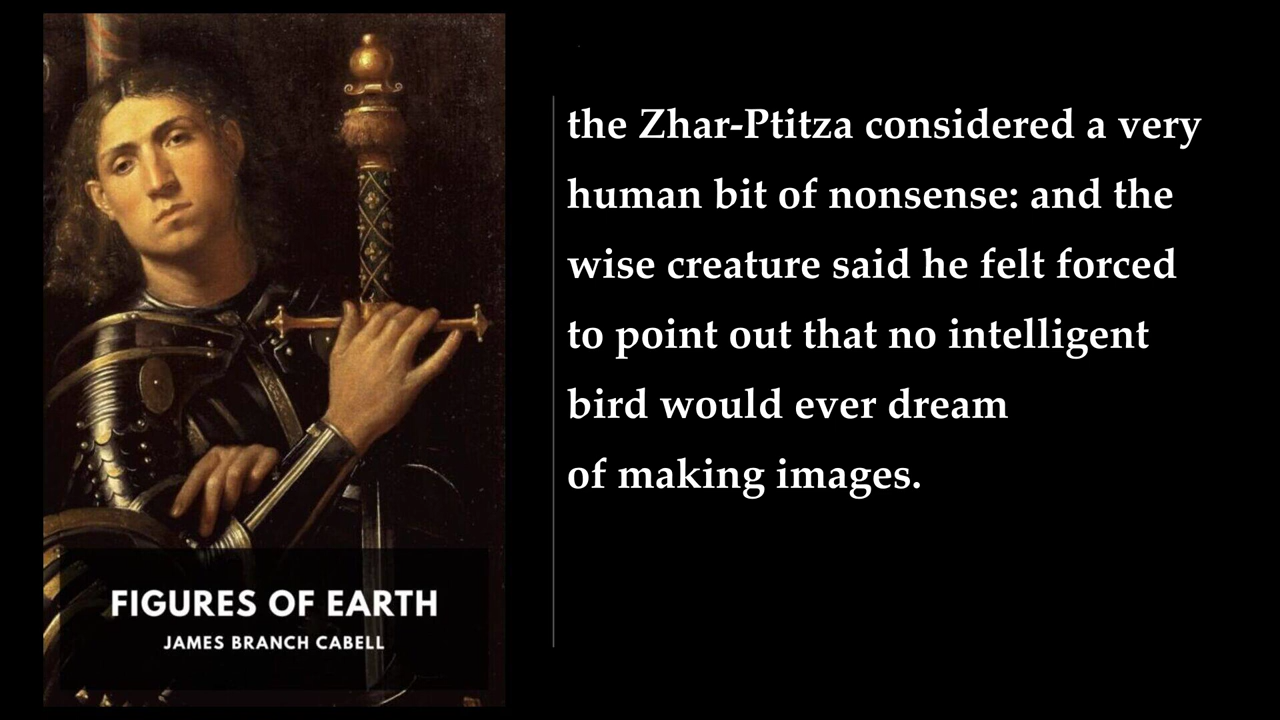 the Zhar-Ptitza considered a very
human bit of nonsense: and the
wise creature said he felt forced
to point out that no intelligent
bird would ever dream
of making images.
FIGURES OF EARTH
JAMES BRANCH CABELL